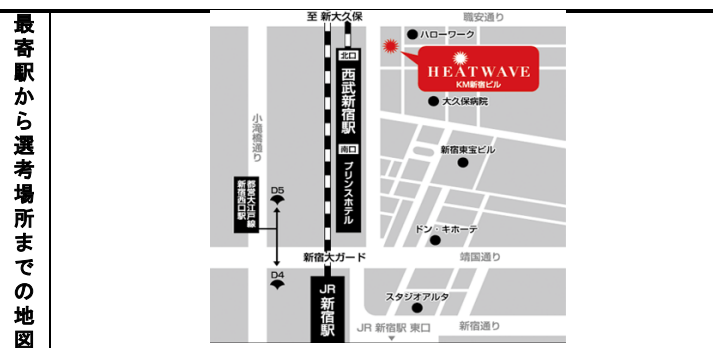 最寄駅から選考場所までの地図
至 新大久保
職安通り
ハローワーク
北口
西武新宿駅
HEATWAVE
KM新宿ビル
大久保病院
小滝橋通り
南口
プリンスホテル
新宿東宝ビル
都営大江戸線
新宿西口駅
D5
ドン・キホーテ
新宿大ガード
靖国通り
D4
JR
新宿駅
スタジオアルタ
JR 新宿駅 東口
新宿通り